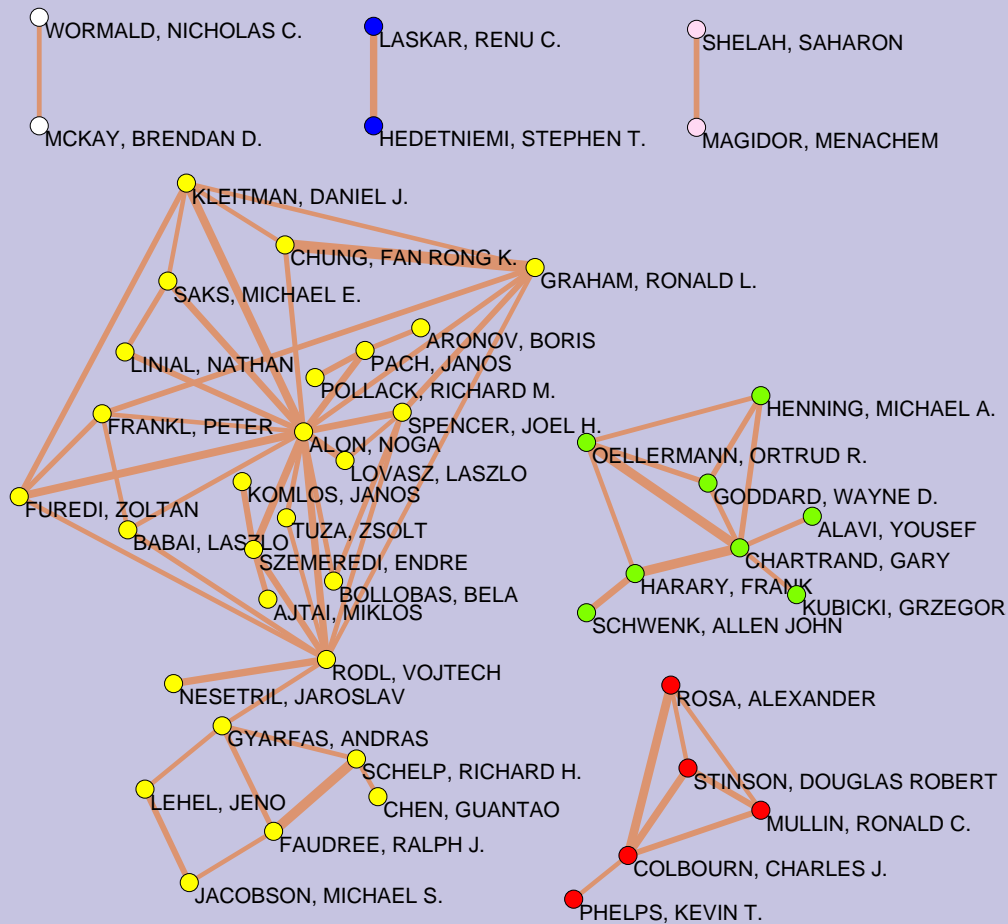 WORMALD, NICHOLAS C.
LASKAR, RENU C.
SHELAH, SAHARON
MCKAY, BRENDAN D.
HEDETNIEMI, STEPHEN T.
MAGIDOR, MENACHEM
KLEITMAN, DANIEL J.
CHUNG, FAN RONG K.
GRAHAM, RONALD L.
SAKS, MICHAEL E.
ARONOV, BORIS
LINIAL, NATHAN
PACH, JANOS
POLLACK, RICHARD M.
HENNING, MICHAEL A.
FRANKL, PETER
SPENCER, JOEL H.
ALON, NOGA
OELLERMANN, ORTRUD R.
LOVASZ, LASZLO
KOMLOS, JANOS
GODDARD, WAYNE D.
FUREDI, ZOLTAN
TUZA, ZSOLT
ALAVI, YOUSEF
BABAI, LASZLO
SZEMEREDI, ENDRE
CHARTRAND, GARY
BOLLOBAS, BELA
HARARY, FRANK
AJTAI, MIKLOS
KUBICKI, GRZEGOR
SCHWENK, ALLEN JOHN
RODL, VOJTECH
NESETRIL, JAROSLAV
ROSA, ALEXANDER
GYARFAS, ANDRAS
SCHELP, RICHARD H.
STINSON, DOUGLAS ROBERT
LEHEL, JENO
CHEN, GUANTAO
MULLIN, RONALD C.
FAUDREE, RALPH J.
COLBOURN, CHARLES J.
JACOBSON, MICHAEL S.
PHELPS, KEVIN T.